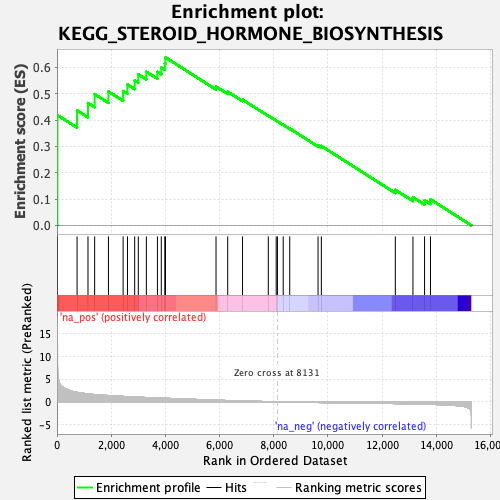 Enrichment plot:
KEGG_STEROID_HORMONE_BIOSYNTHESIS
Enrichment score (ES)
0.6
0.5
0.4
0.3
0.2
0.1
0.0
'na_pos' (positively correlated)
Ranked list metric (PreRanked)
15
10
5
0
-5
Zero cross at 8131
'na_neg' (negatively correlated)
0 2,000 4,000 6,000 8,000 10,000 12,000 14,000 16,000
Rank in Ordered Dataset
Enrichment profile Hits Ranking metric scores